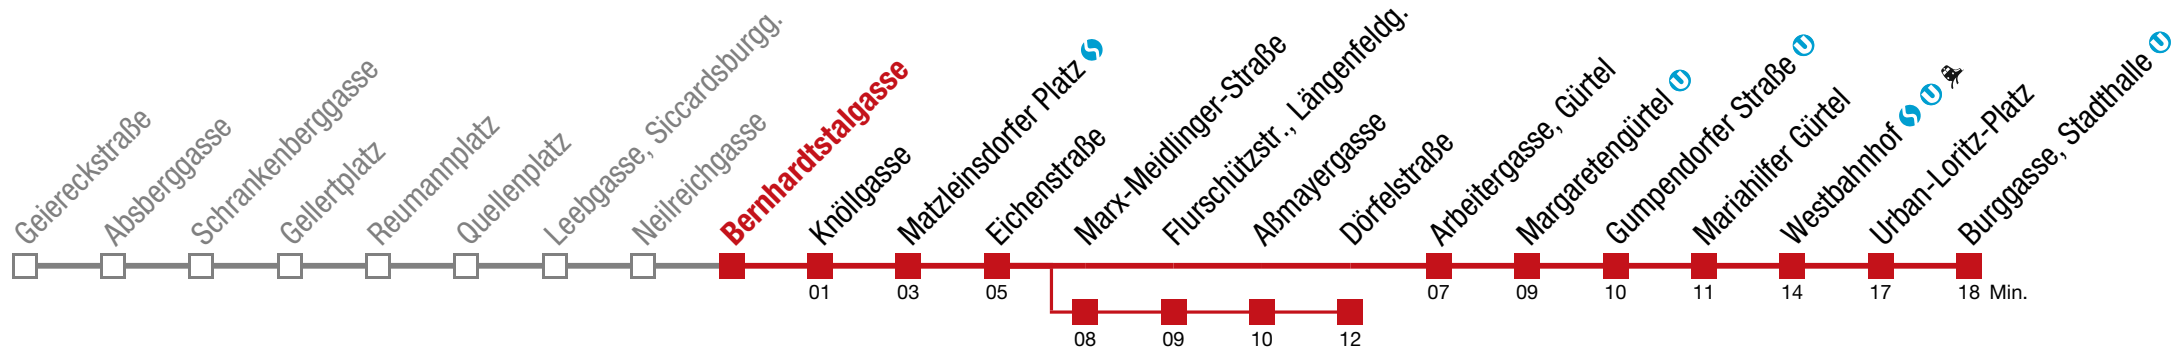 Geiereckstraße
Absberggasse
Schrankenberggasse
Gellertplatz
Reumannplatz
Quellenplatz
Leebgasse, Siccardsburgg.
Neilreichgasse
Bernhardtstalgasse
Knöllgasse
Matzleinsdorfer Platz
Eichenstraße
Marx-Meidlinger-Straße
Flurschützstr., Längenfeldg.
Aßmayergasse
Dörfelstraße
Arbeitergasse, Gürtel
Margaretengürtel U
Gumpendorfer Straße U
Mariahilfer Gürtel
Westbahnhof U
Urban-Loritz-Platz
Burggasse, Stadthalle U
01 03 05 07 09 10 11 14 17 18 Min.
08 09 10 12